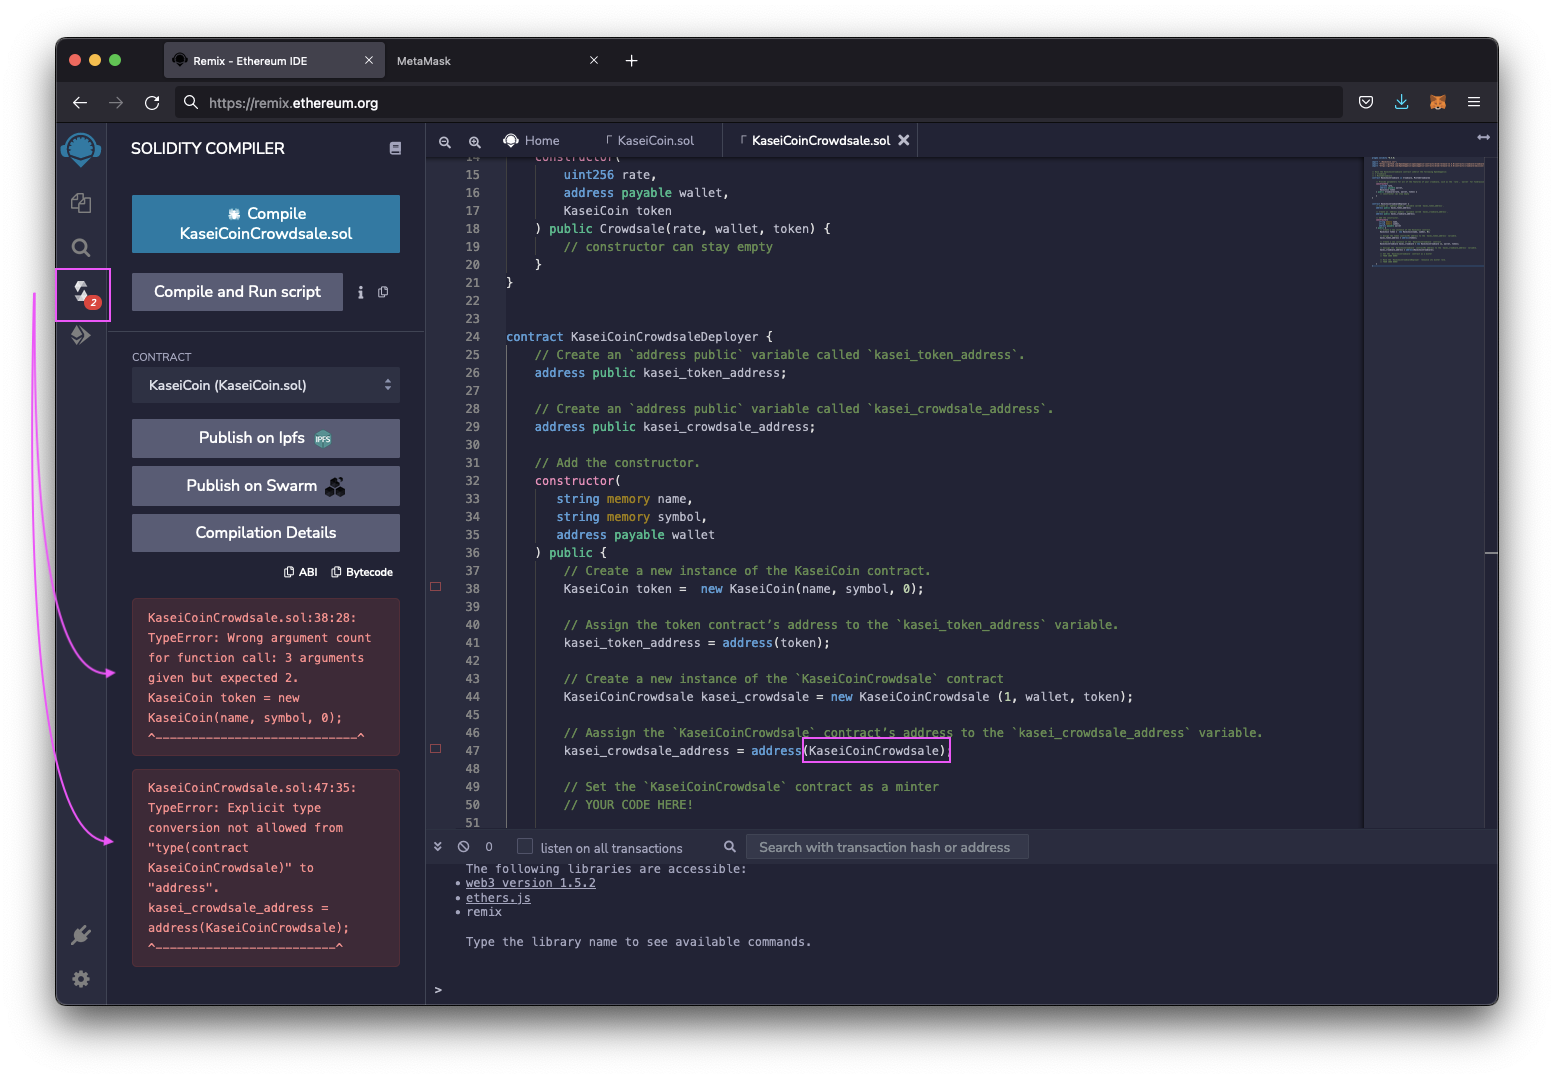 Remix - Ethereum IDE
MetaMask
https://remix.ethereum.org
SOLIDITY COMPILER
Compile
KaseiCoinCrowdsale.sol
Compile and Run script
2
CONTRACT
KaseiCoin (KaseiCoin.sol)
Publish on Ipfs IPFS
Publish on Swarm
Compilation Details
ABI Bytecode
KaseiCoinCrowdsale.sol:38:28:
TypeError: Wrong argument count
for function call: 3 arguments
given but expected 2.
KaseiCoin token = new
KaseiCoin(name, symbol, 0);
^----------------------------^
KaseiCoinCrowdsale.sol:47:35:
TypeError: Explicit type
conversion not allowed from
"type(contract
KaseiCoinCrowdsale)" to
"address".
kasei_crowdsale_address =
address(KaseiCoinCrowdsale);
^-------------------------^
Home KaseiCoin.sol KaseiCoinCrowdsale.sol
14 constructor(
15 uint256 rate,
16 address payable wallet,
17 KaseiCoin token
18 ) public Crowdsale(rate, wallet, token) {
19 // constructor can stay empty
20 }
21 }
22
23
24 contract KaseiCoinCrowdsaleDeployer {
25 // Create an `address public` variable called `kasei_token_address`.
26 address public kasei_token_address;
27
28 // Create an `address public` variable called `kasei_crowdsale_address`.
29 address public kasei_crowdsale_address;
30
31 // Add the constructor.
32 constructor(
33 string memory name,
34 string memory symbol,
35 address payable wallet
36 ) public {
37 // Create a new instance of the KaseiCoin contract.
38 KaseiCoin token =  new KaseiCoin(name, symbol, 0);
39
40 // Assign the token contract’s address to the `kasei_token_address` variable.
41 kasei_token_address = address(token);
42
43 // Create a new instance of the `KaseiCoinCrowdsale` contract
44 KaseiCoinCrowdsale kasei_crowdsale = new KaseiCoinCrowdsale (1, wallet, token);
45
46 // Aassign the `KaseiCoinCrowdsale` contract’s address to the `kasei_crowdsale_address` variable.
47 kasei_crowdsale_address = address(KaseiCoinCrowdsale);
48
49 // Set the `KaseiCoinCrowdsale` contract as a minter
50 // YOUR CODE HERE!
51
0 listen on all transactions Search with transaction hash or address
The following libraries are accessible:
• web3 version 1.5.2
• ethers.js
• remix
Type the library name to see available commands.
>